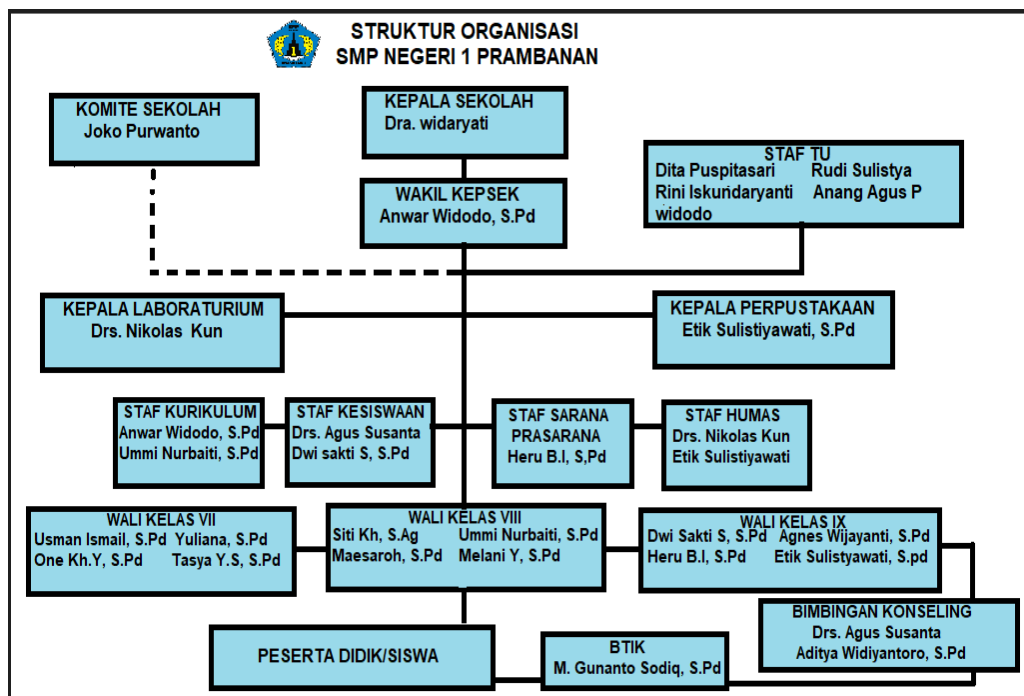 STRUKTUR ORGANISASI
SMP NEGERI 1 PRAMBANAN
KOMITE SEKOLAH
Joko Purwanto
KEPALA SEKOLAH
Dra. widaryati
WAKIL KEPSEK
Anwar Widodo, S.Pd
STAF TU
Dita Puspitasari Rudi Sulistya
Rini Iskundaryanti Anang Agus P
widodo
KEPALA LABORATURIUM
Drs. Nikolas Kun
KEPALA PERPUSTAKAAN
Etik Sulistiyawati, S.Pd
STAF KURIKULUM
Anwar Widodo, S.Pd
Ummi Nurbaiti, S.Pd
STAF KESISWAAN
Drs. Agus Susanta
Dwi sakti S, S.Pd
STAF SARANA
PRASARANA
Heru B.I, S,Pd
STAF HUMAS
Drs. Nikolas Kun
Etik Sulistiyawati
WALI KELAS VII
Usman Ismail, S.Pd Yuliana, S.Pd
One Kh.Y, S.Pd Tasya Y.S, S.Pd
WALI KELAS VIII
Siti Kh, S.Ag Ummi Nurbaiti, S.Pd
Maesaroh, S.Pd Melani Y, S.Pd
WALI KELAS IX
Dwi Sakti S, S.Pd Agnes Wijayanti, S.Pd
Heru B.I, S.Pd Etik Sulistyawati, S.pd
BIMBINGAN KONSELING
Drs. Agus Susanta
Aditya Widiyantoro, S.Pd
PESERTA DIDIK/SISWA
BTIK
M. Gunanto Sodiq, S.Pd